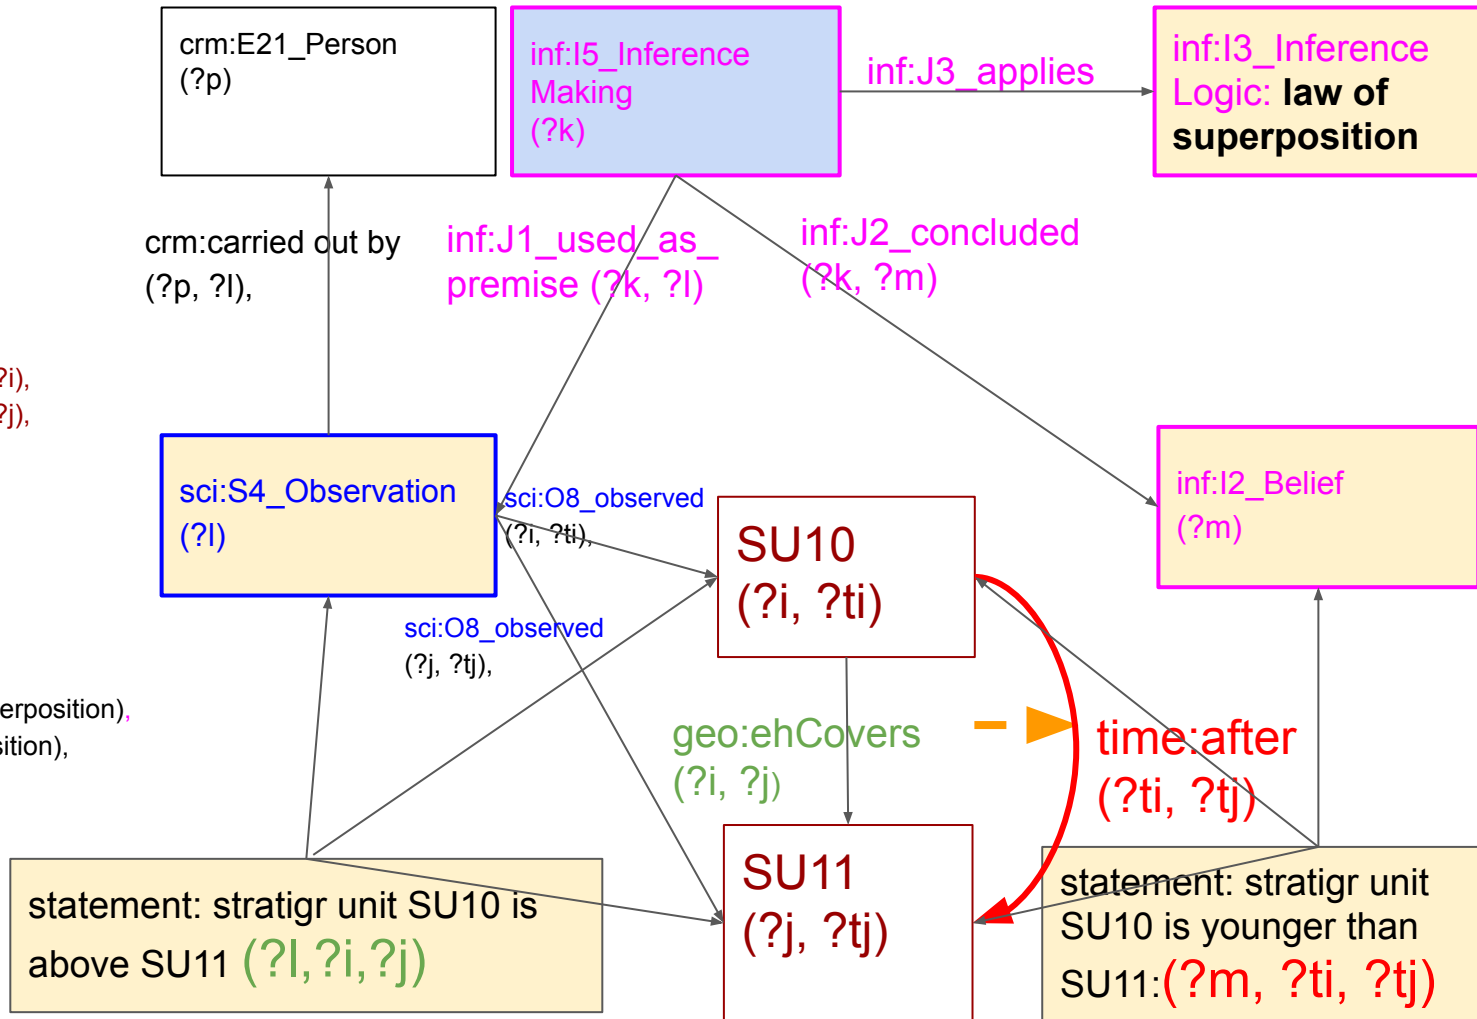 crm:E21_Person
(?p)
inf:I5_Inference
Making
(?k)
inf:J3_applies
inf:I3_Inference
Logic: law of
superposition
crm:carried out by
(?p, ?l),
inf:J1_used_as_
premise (?k, ?l)
inf:J2_concluded
(?k, ?m)
?i),
?j),
sci:S4_Observation
(?l)
sci:O8_observed
(?i, ?ti),
SU10
(?i, ?ti)
inf:I2_Belief
(?m)
sci:O8_observed
(?j, ?tj),
erposition),
sition),
geo:ehCovers
(?i, ?j)
time:after
(?ti, ?tj)
statement: stratigr unit SU10 is
above SU11 (?l,?i,?j)
SU11
(?j, ?tj)
statement: stratigr unit
SU10 is younger than
SU11:(?m, ?ti, ?tj)